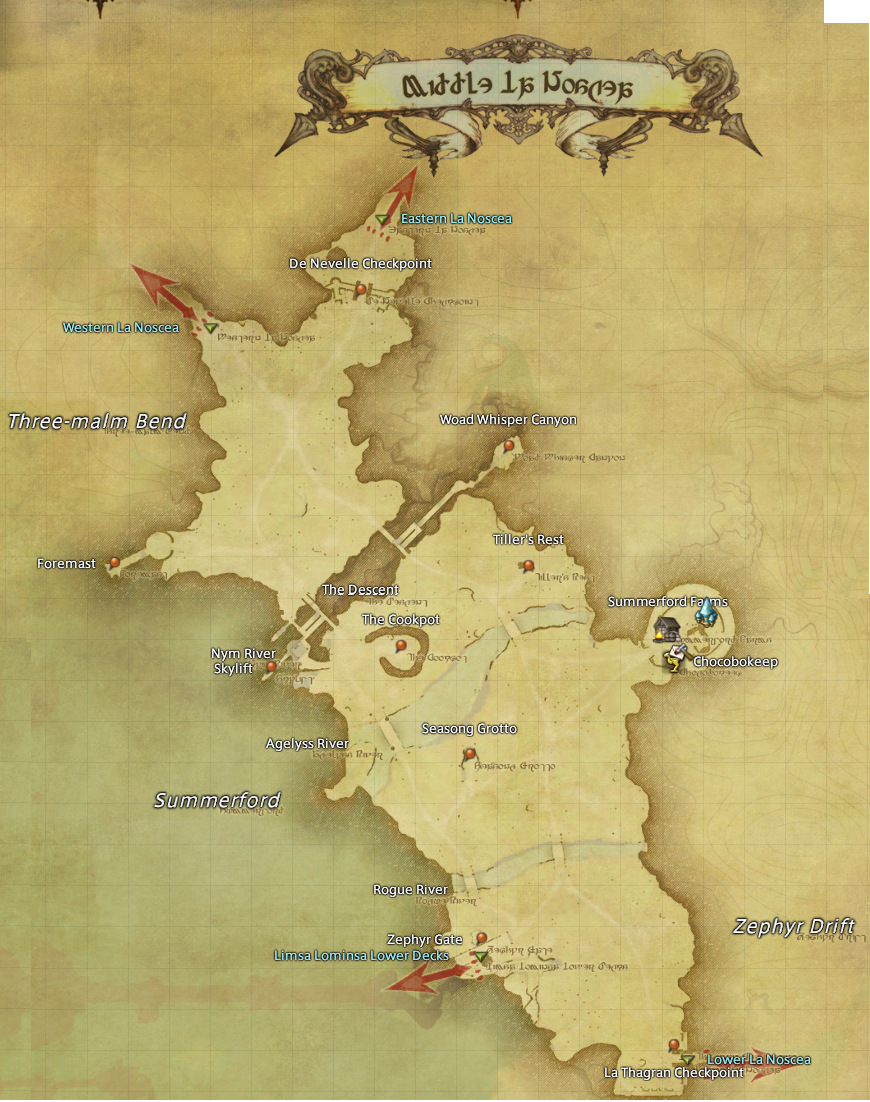 Eastern La Noscea
De Nevelle Checkpoint
Western La Noscea
Three-malm Bend
Woad Whisper Canyon
Tiller's Rest
Foremast
The Descent
Summerford Farms
The Cookpot
Nym River
Skylift
Chocobokeep
Seasong Grotto
Agelyss River
Summerford
Rogue River
Zephyr Drift
Zephyr Gate
Limsa Lominsa Lower Decks
Lower La Noscea
La Thagran Checkpoint